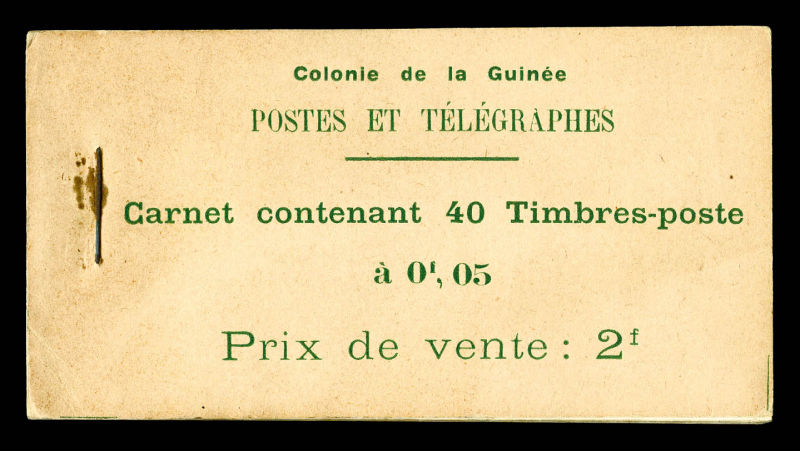 Colonie de la Guinée
POSTES ET TÉLÉGRAPHES
Carnet contenant 40 Timbres-poste
à 0ᶠ, 05
Prix de vente : 2ᶠ